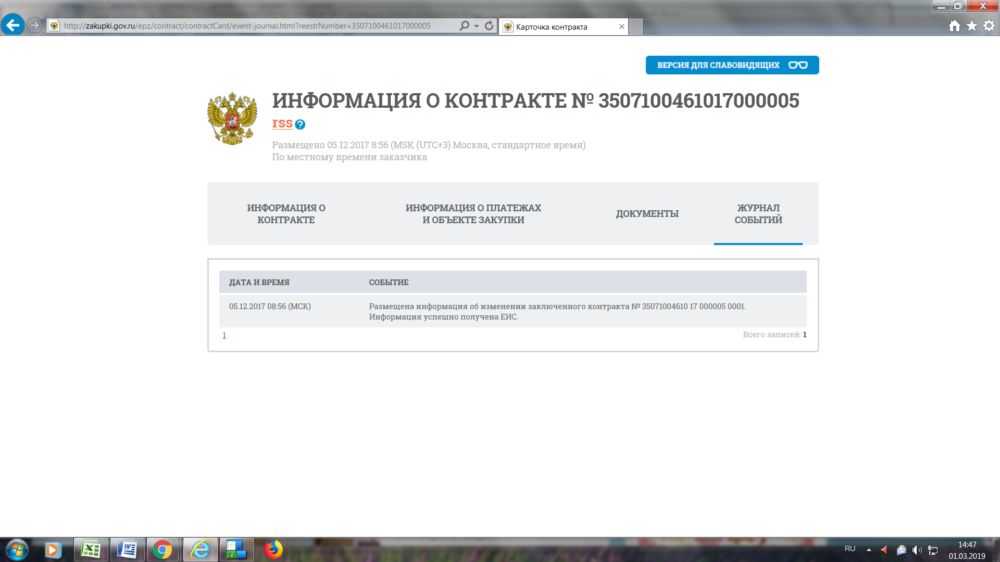 http://zakupki.gov.ru/epz/contract/contractCard/event-journal.html?reestrNumber=3507100461017000005
Карточка контракта
ВЕРСИЯ ДЛЯ СЛАБОВИДЯЩИХ
ИНФОРМАЦИЯ О КОНТРАКТЕ № 3507100461017000005
rss
Размещено 05.12.2017 8:56 (MSK (UTC+3) Москва, стандартное время)
По местному времени заказчика
ИНФОРМАЦИЯ О
КОНТРАКТЕ
ИНФОРМАЦИЯ О ПЛАТЕЖАХ
И ОБЪЕКТЕ ЗАКУПКИ
ДОКУМЕНТЫ
ЖУРНАЛ
СОБЫТИЙ
ДАТА И ВРЕМЯ СОБЫТИЕ
05.12.2017 08:56 (МСК) Размещена информация об изменении заключенного контракта № 35071004610 17 000005 0001.
Информация успешно получена ЕИС.
1 Всего записей: 1
RU
14:47
01.03.2019